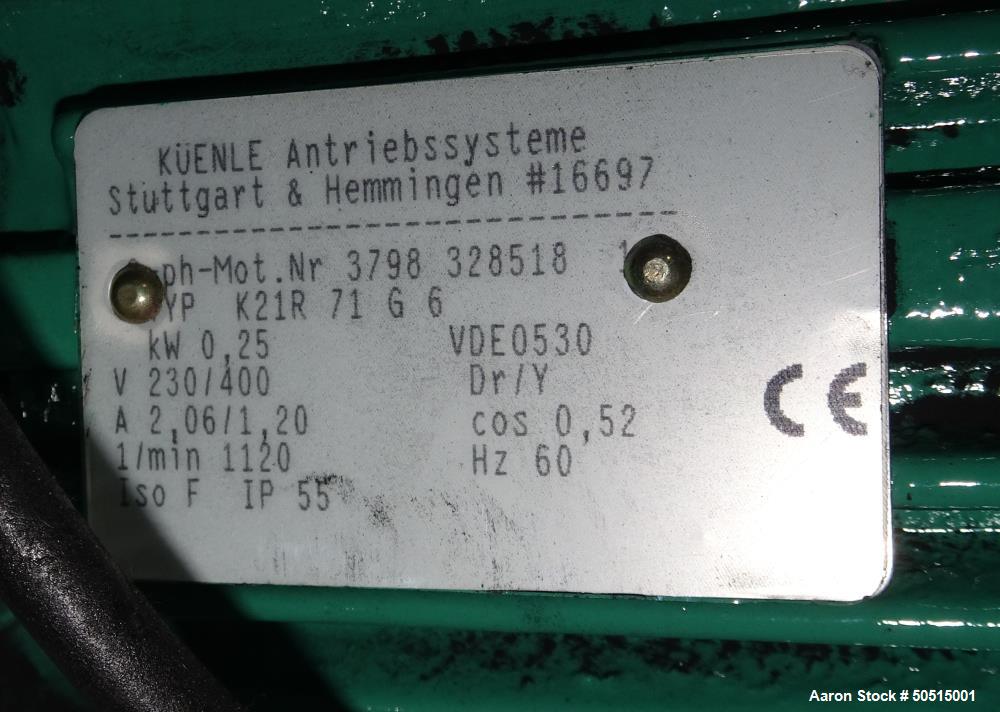 KÜENLE Antriebssysteme
Stuttgart & Hemmingen #16697
--------------------------------------------
ph-Mot.Nr 3798 328518
YP K21R 71 G 6
kW 0,25 VDE0530
V 230/400 Dr/Y
A 2,06/1,20 cos 0,52
1/min 1120 Hz 60
Iso F IP 55
CE
Aaron Stock # 50515001